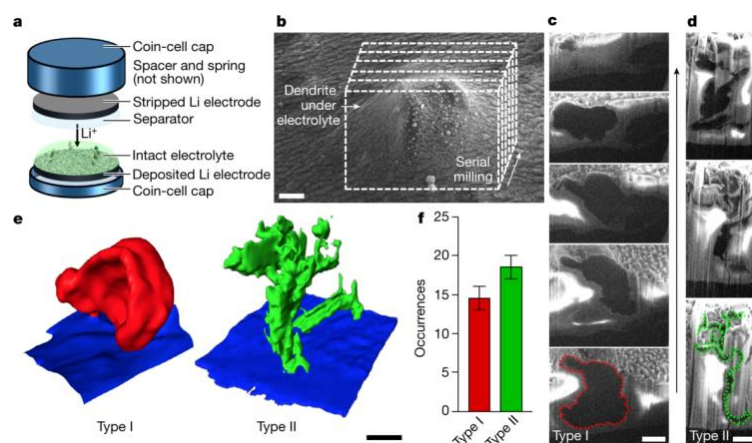 a
Coin-cell cap
Spacer and spring
(not shown)
Stripped Li electrode
Separator
Li+
Intact electrolyte
Deposited Li electrode
Coin-cell cap
b
Dendrite
under
electrolyte
Serial
milling
c
Type I
d
Type II
e
Type I
Type II
f
25
20
15
10
5
0
Occurrences
Type I
Type II